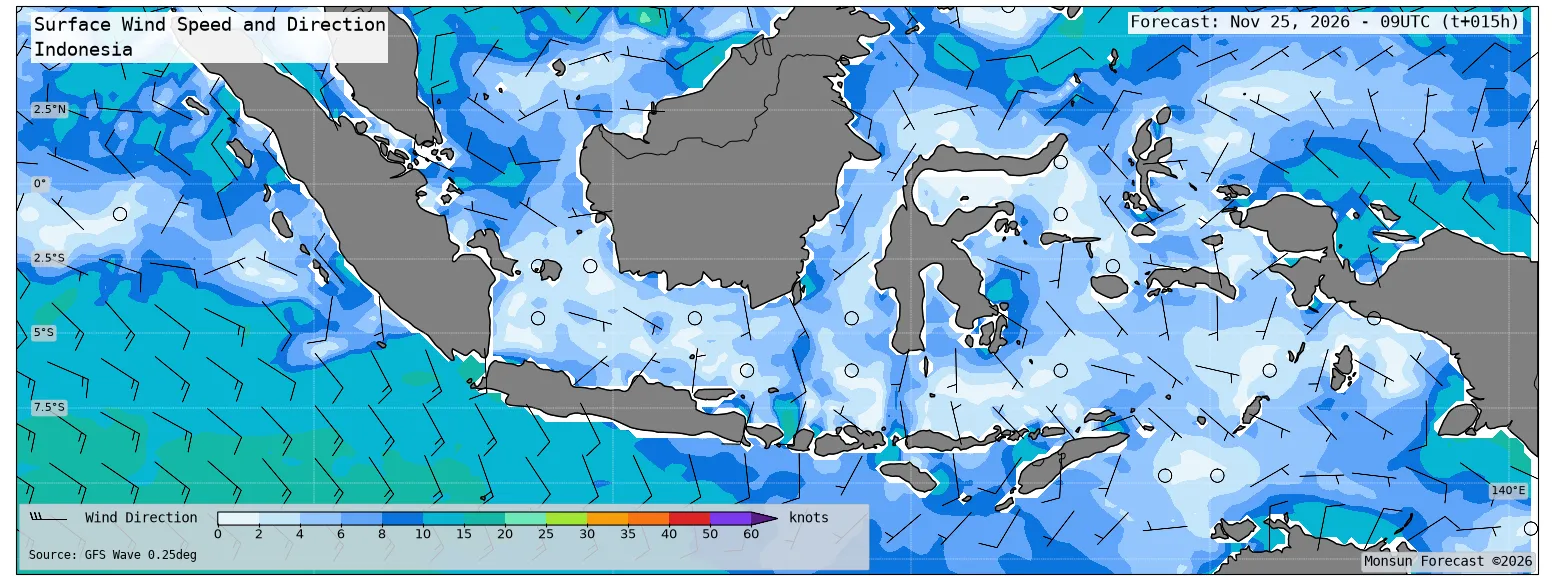 Surface Wind Speed and Direction
Indonesia
Forecast: Nov 25, 2026 - 09UTC (t+015h)
2.5°N
0°
2.5°S
5°S
7.5°S
140°E
Wind Direction
0 2 4 6 8 10 15 20 25 30 35 40 50 60
knots
Source: GFS Wave 0.25deg
Monsun Forecast ©2026